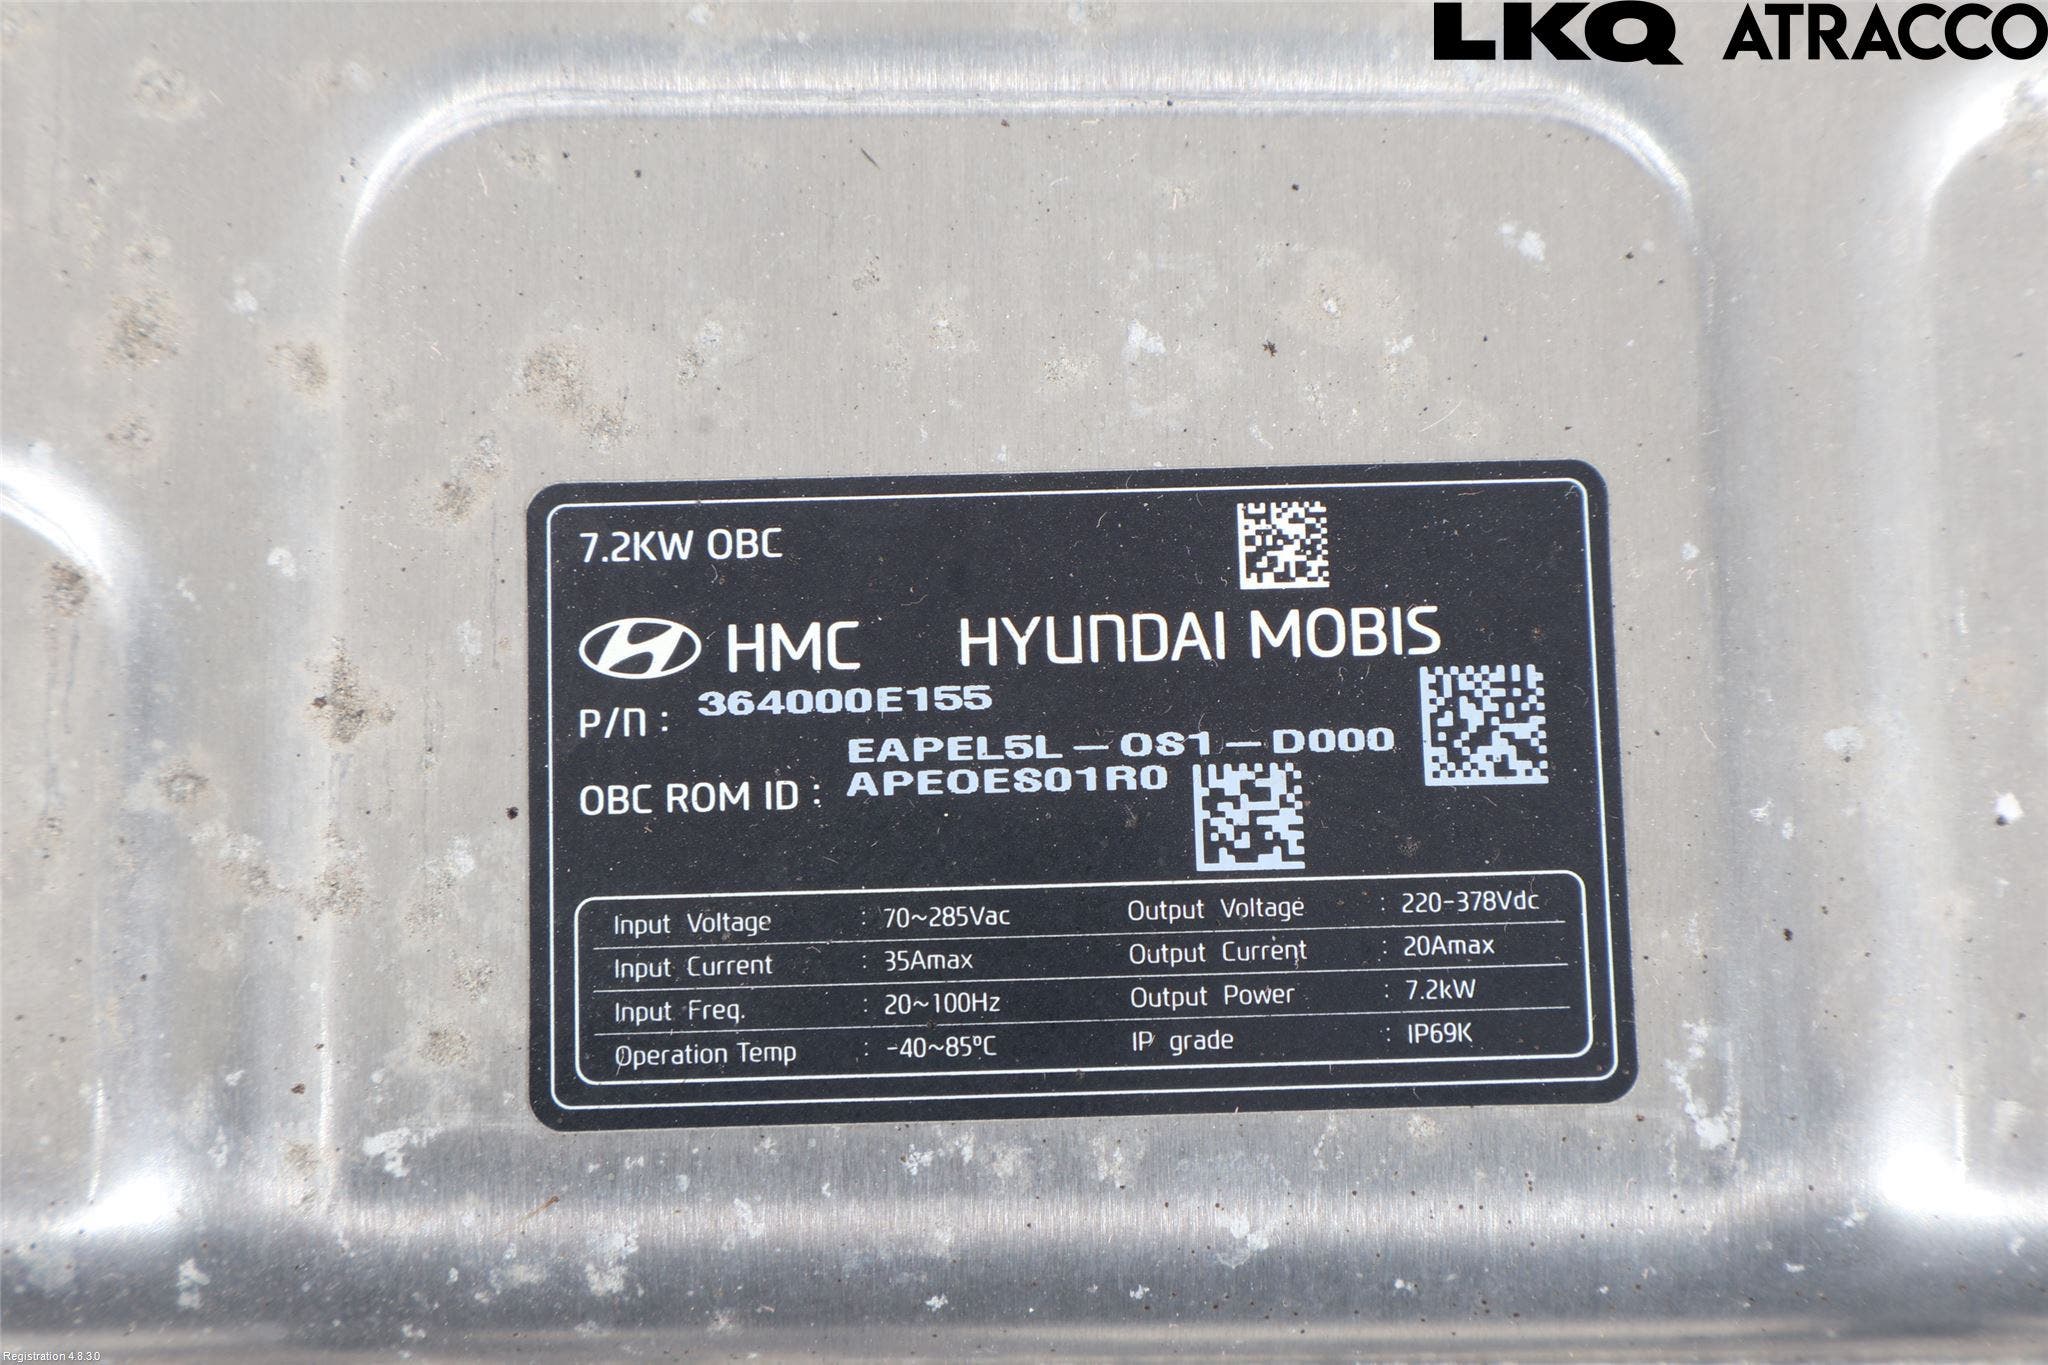 LKQ ATRACCO
7.2KW OBC
HMC HYUNDAI MOBIS
P/N : 364000E155
EAPEL5L-OS1-D000
OBC ROM ID : APEOES01R0
Input Voltage : 70~285Vac Output Voltage : 220-378Vdc
Input Current : 35Amax Output Current : 20Amax
Input Freq. : 20~100Hz Output Power : 7.2kW
Operation Temp : -40~85℃ IP grade : IP69K
Registration 4.8.3.0